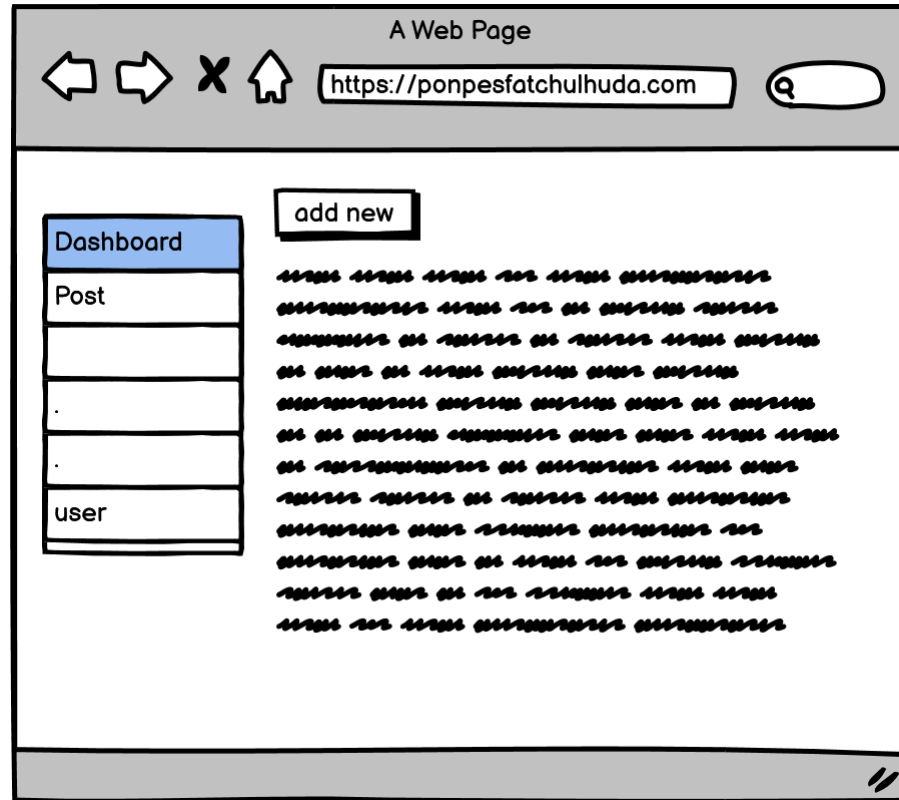 A Web Page
https://ponpesfatchulhuda.com
add new
Dashboard
Post
.
.
user